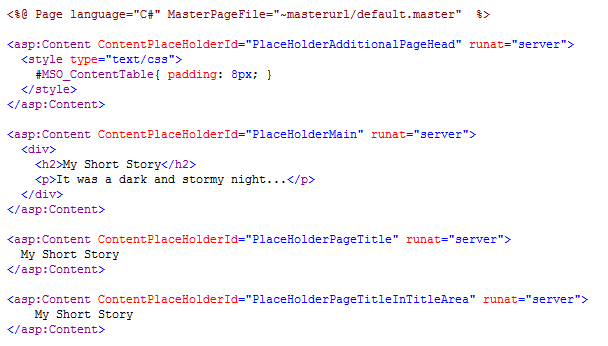 <%@ Page language="C#" MasterPageFile="~masterurl/default.master"  %>
<asp:Content ContentPlaceHolderId="PlaceHolderAdditionalPageHead" runat="server">
<style type="text/css">
#MSO_ContentTable{ padding: 8px; }
</style>
</asp:Content>
<asp:Content ContentPlaceHolderId="PlaceHolderMain" runat="server">
<div>
<h2>My Short Story</h2>
<p>It was a dark and stormy night...</p>
</div>
</asp:Content>
<asp:Content ContentPlaceHolderId="PlaceHolderPageTitle" runat="server">
My Short Story
</asp:Content>
<asp:Content ContentPlaceHolderId="PlaceHolderPageTitleInTitleArea" runat="server">
My Short Story
</asp:Content>